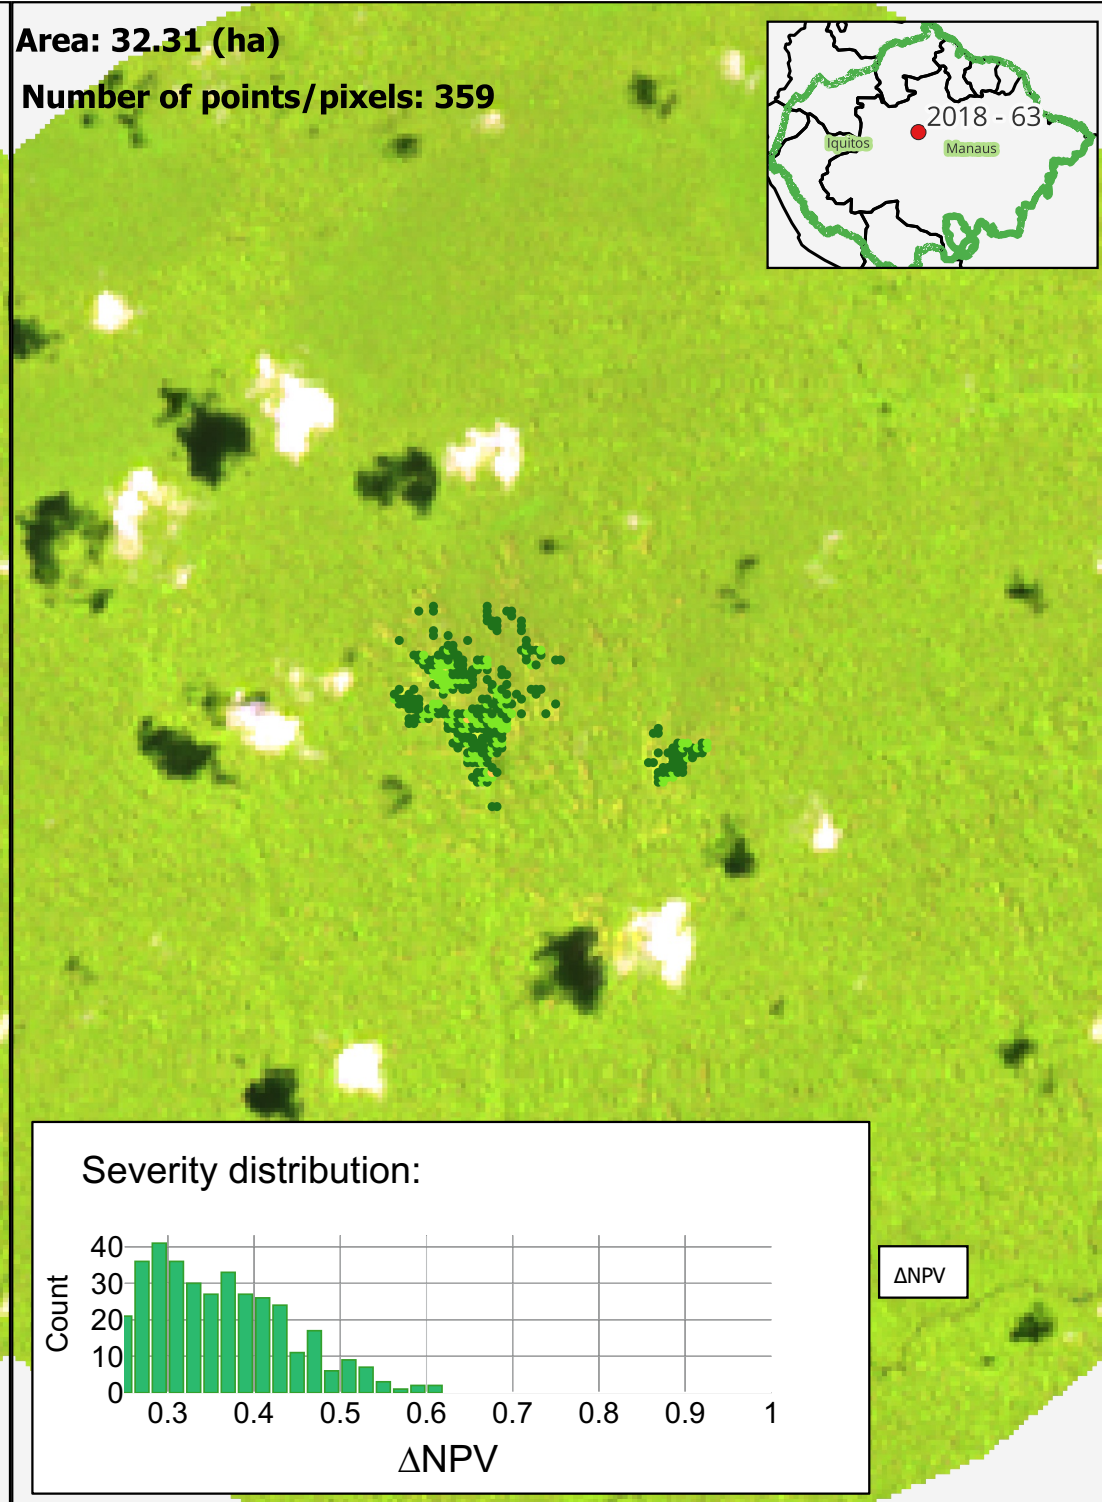 Area: 32.31 (ha)
Number of points/pixels: 359
2018 - 63
Iquitos
Manaus
Severity distribution:
40
30
20
10
0
Count
0.3 0.4 0.5 0.6 0.7 0.8 0.9 1
ΔNPV
ΔNPV